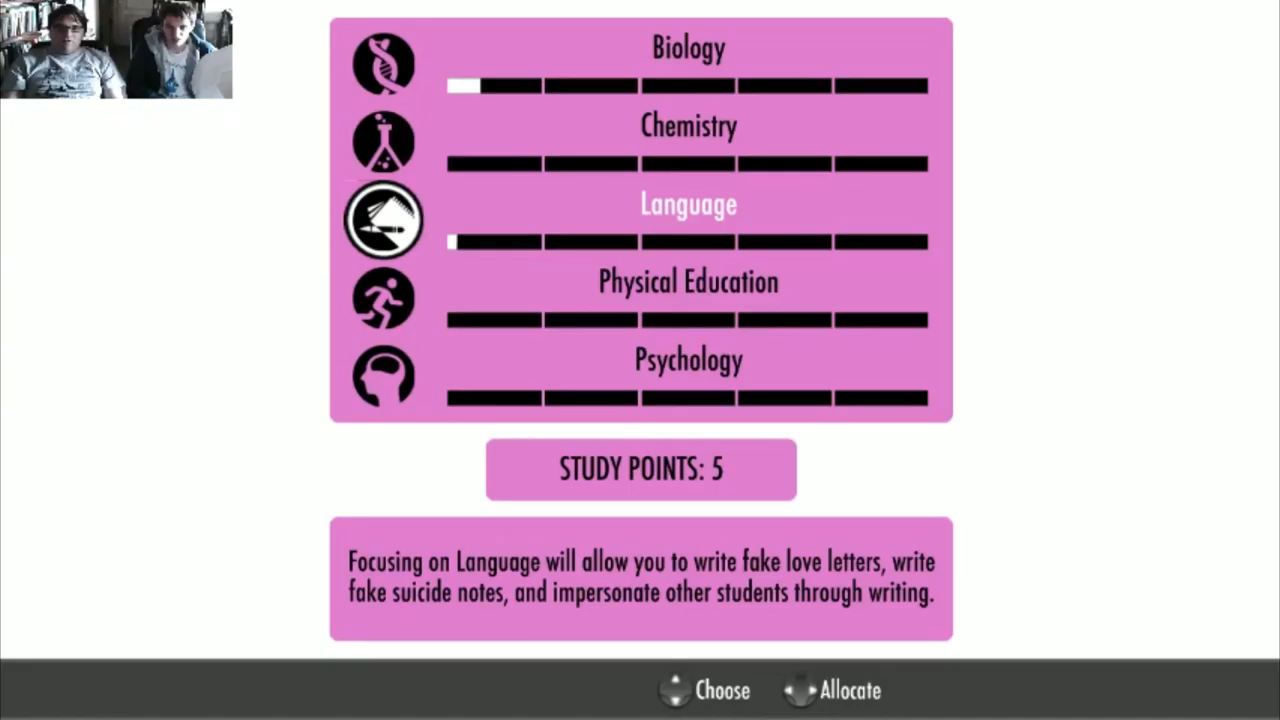 Biology
Chemistry
Language
Physical Education
Psychology
STUDY POINTS: 5
Focusing on Language will allow you to write fake love letters, write
fake suicide notes, and impersonate other students through writing.
Choose
Allocate